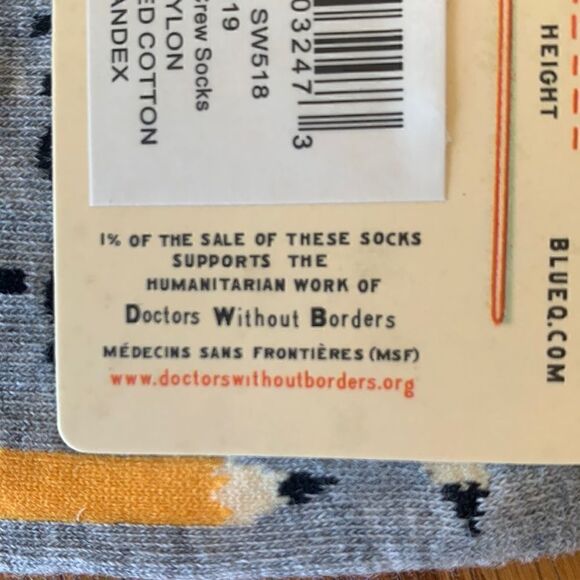 SW518
19
Crew Socks
YLON
ED COTTON
ANDEX
03247 3
1% OF THE SALE OF THESE SOCKS
SUPPORTS THE
HUMANITARIAN WORK OF
Doctors Without Borders
MÉDECINS SANS FRONTIÈRES (MSF)
www.doctorswithoutborders.org
HEIGHT
BLUEQ.COM